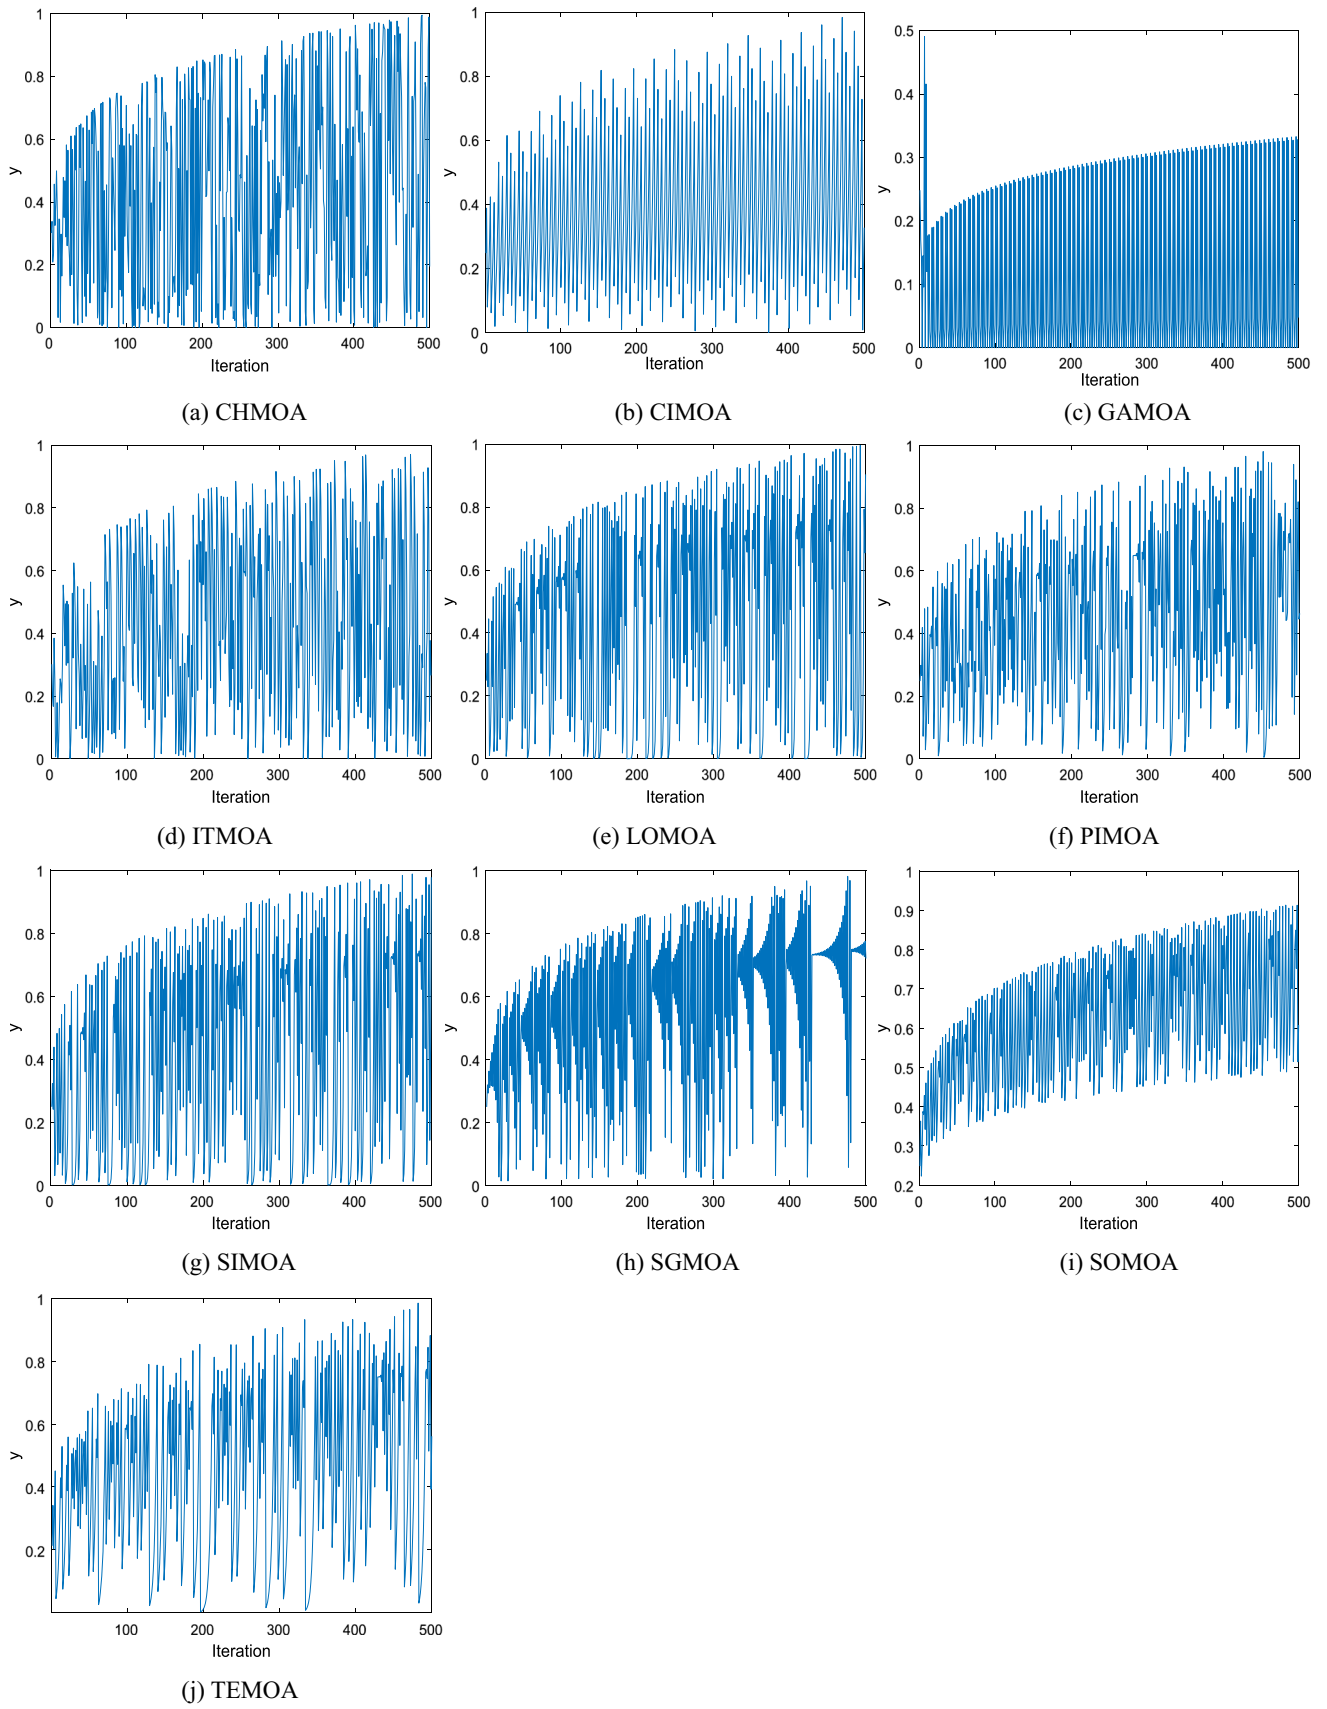 1
0.8
0.6
y
0.4
0.2
0
0 100 200 300 400 500
Iteration
(a) CHMOA
1
0.8
0.6
y
0.4
0.2
0
0 100 200 300 400 500
Iteration
(b) CIMOA
0.5
0.4
0.3
y
0.2
0.1
0
0 100 200 300 400 500
Iteration
(c) GAMOA
1
0.8
0.6
y
0.4
0.2
0
0 100 200 300 400 500
Iteration
(d) ITMOA
1
0.8
0.6
y
0.4
0.2
0
0 100 200 300 400 500
Iteration
(e) LOMOA
1
0.8
0.6
y
0.4
0.2
0
0 100 200 300 400 500
Iteration
(f) PIMOA
1
0.8
0.6
y
0.4
0.2
0
0 100 200 300 400 500
Iteration
(g) SIMOA
1
0.8
0.6
y
0.4
0.2
0
0 100 200 300 400 500
Iteration
(h) SGMOA
1
0.9
0.8
0.7
y
0.6
0.5
0.4
0.3
0.2
0 100 200 300 400 500
Iteration
(i) SOMOA
1
0.8
0.6
y
0.4
0.2
100 200 300 400 500
Iteration
(j) TEMOA